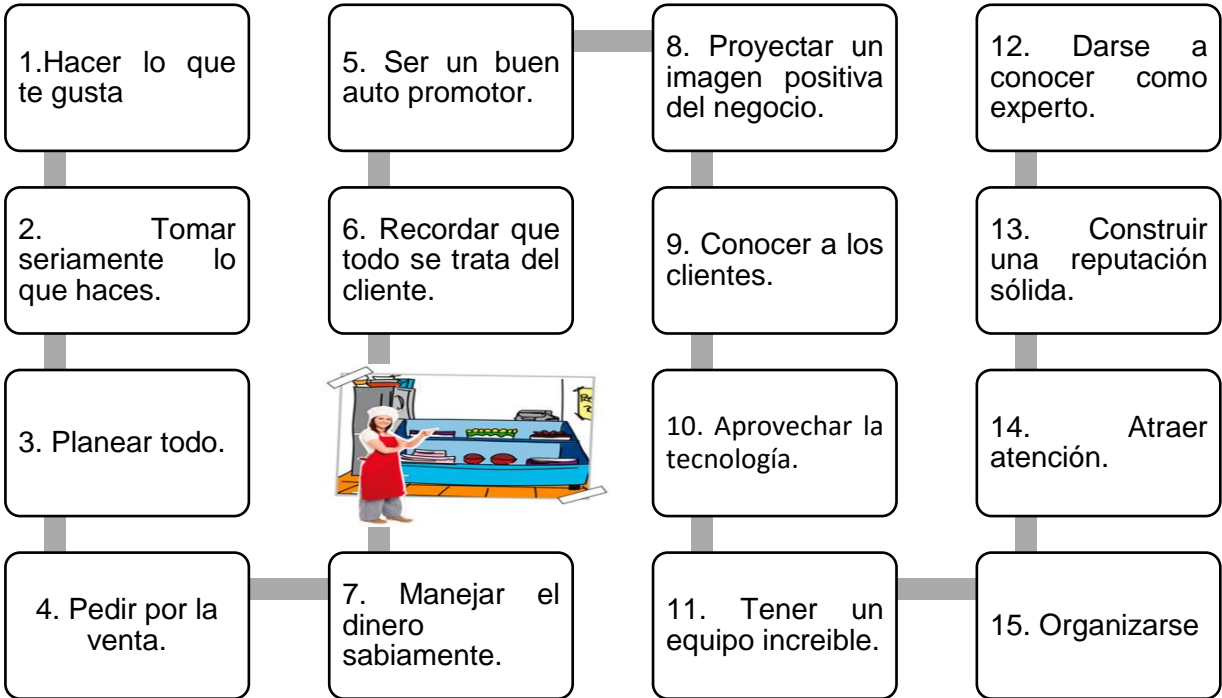 1.Hacer lo que
te gusta
2. Tomar
seriamente lo
que haces.
3. Planear todo.
4. Pedir por la
venta.
5. Ser un buen
auto promotor.
6. Recordar que
todo se trata del
cliente.
7. Manejar el
dinero
sabiamente.
8. Proyectar un
imagen positiva
del negocio.
9. Conocer a los
clientes.
10. Aprovechar la
tecnología.
11. Tener un
equipo increible.
12. Darse a
conocer como
experto.
13. Construir
una reputación
sólida.
14. Atraer
atención.
15. Organizarse